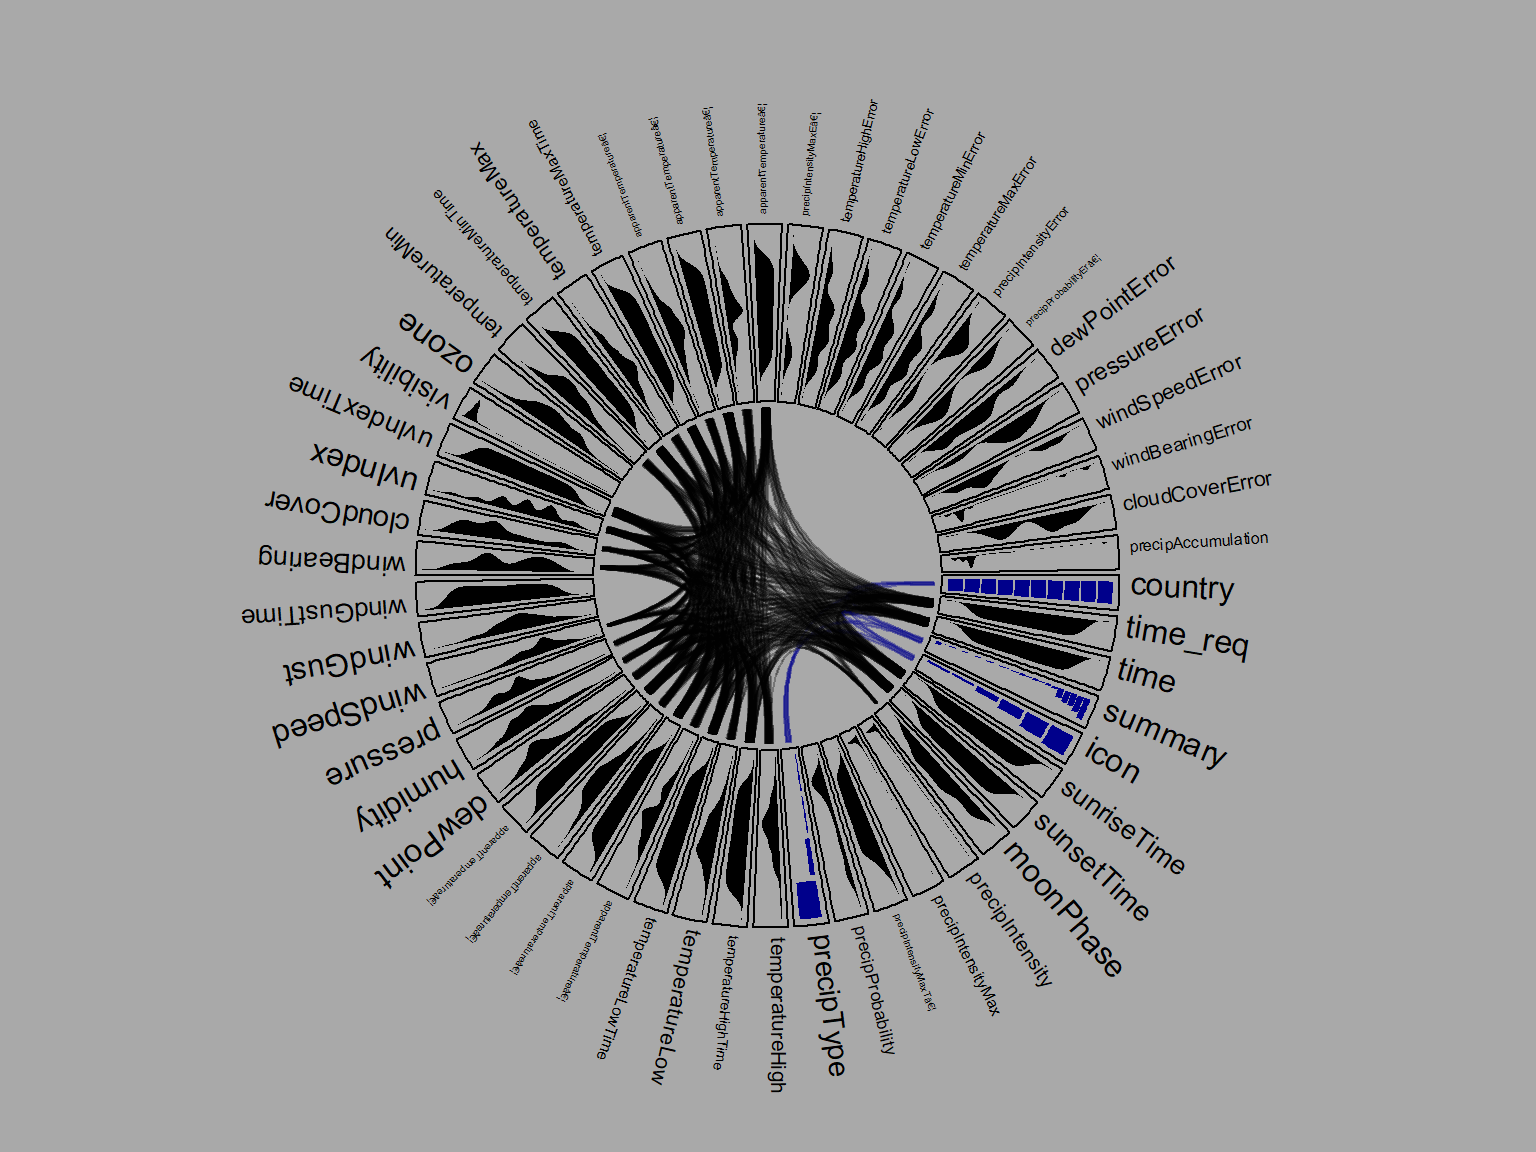 country
time_req
time
summary
icon
sunriseTime
sunsetTime
moonPhase
precipIntensity
precipIntensityMax
precipIntensityMaxTâ€¦
precipProbability
precipType
temperatureHigh
temperatureHighTime
temperatureLow
temperatureLowTime
apparentTemperatureâ€¦
apparentTemperatureâ€¦
apparentTemperatureâ€¦
apparentTemperatureâ€¦
dewPoint
humidity
pressure
windSpeed
windGust
windGustTime
windBearing
cloudCover
uvIndex
uvIndexTime
visibility
ozone
temperatureMin
temperatureMinTime
temperatureMax
temperatureMaxTime
apparentTemperatureâ€¦
apparentTemperatureâ€¦
apparentTemperatureâ€¦
apparentTemperatureâ€¦
precipIntensityMaxEâ€¦
temperatureHighError
temperatureLowError
temperatureMinError
temperatureMaxError
precipIntensityError
precipProbabilityErâ€¦
dewPointError
pressureError
windSpeedError
windBearingError
cloudCoverError
precipAccumulation